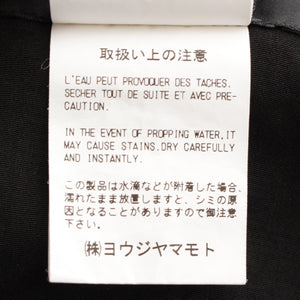 取扱い上の注意
L'EAU PEUT PROVOQUER DES TACHES.
SECHER TOUT DE SUITE ET AVEC PRE-
CAUTION.
IN THE EVENT OF PROPPING WATER,IT
MAY CAUSE STAINS.DRY CAREFULLY
AND INSTANTLY.
この製品は水滴などが附着した場合、
濡れたまま放置しますと、シミの原
因となることがありますので御注意
下さい。
㈱ヨウジヤマモト